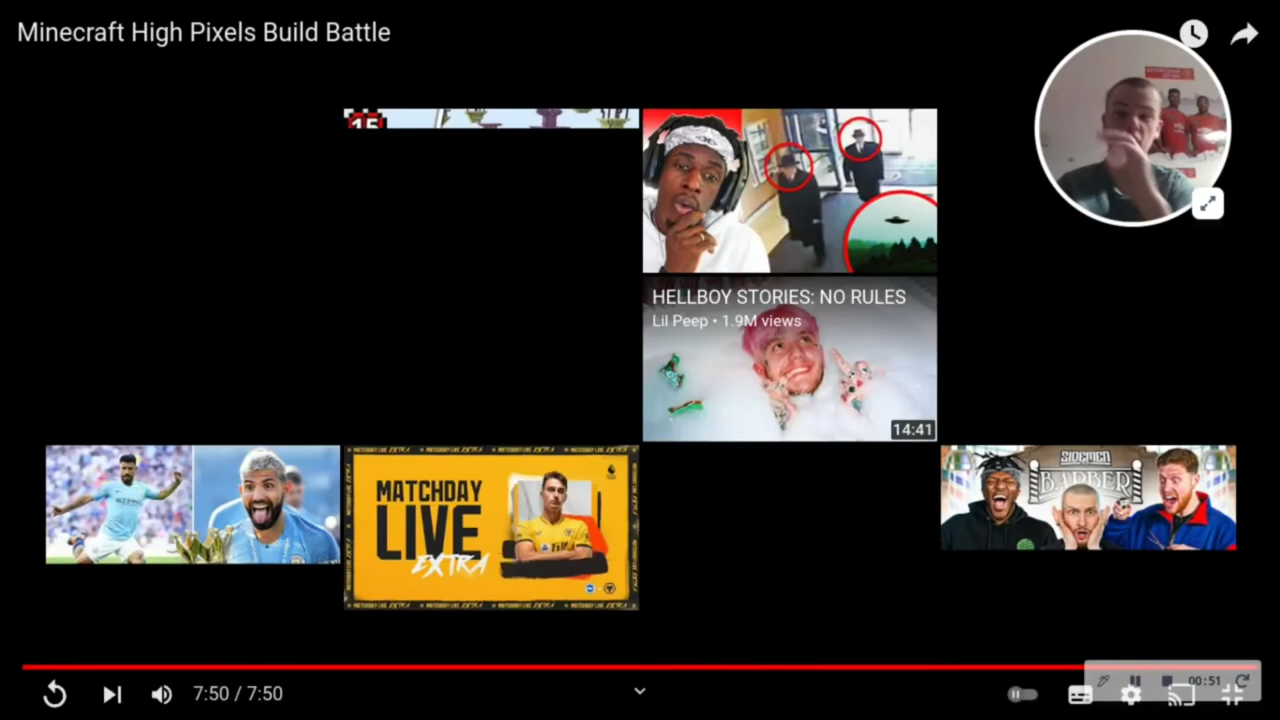 Minecraft High Pixels Build Battle
15
HELLBOY STORIES: NO RULES
Lil Peep • 1.9M views
14:41
MATCHDAY
LIVE
EXTRA
SIDEMEN
BARBER
7:50 / 7:50
00:51